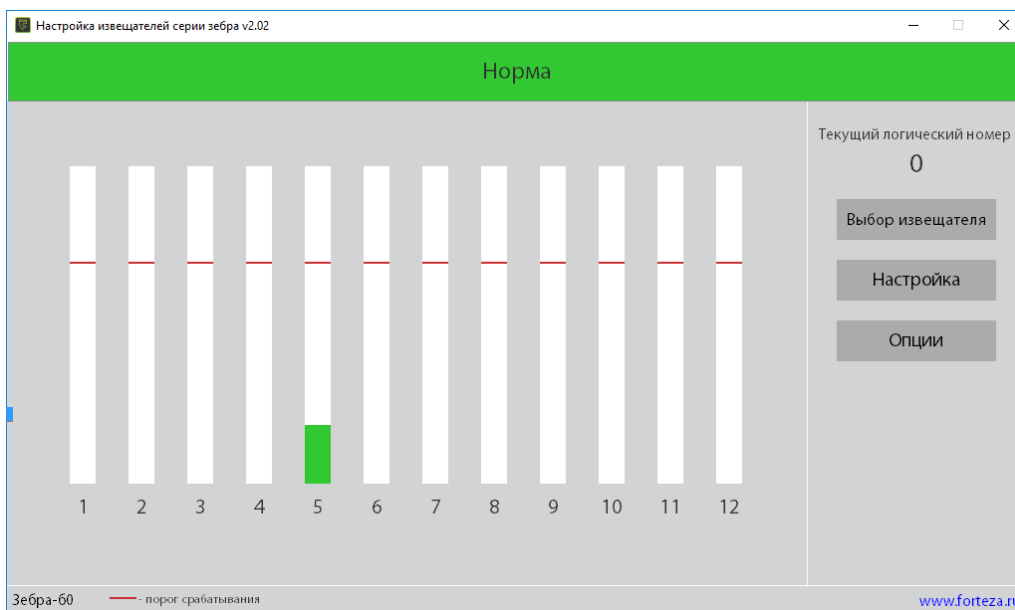 Настройка извещателей серии зебра v2.02
Норма
Текущий логический номер
0
Выбор извещателя
Настройка
Опции
1 2 3 4 5 6 7 8 9 10 11 12
Зебра-60 - порог срабатывания www.forteza.ru